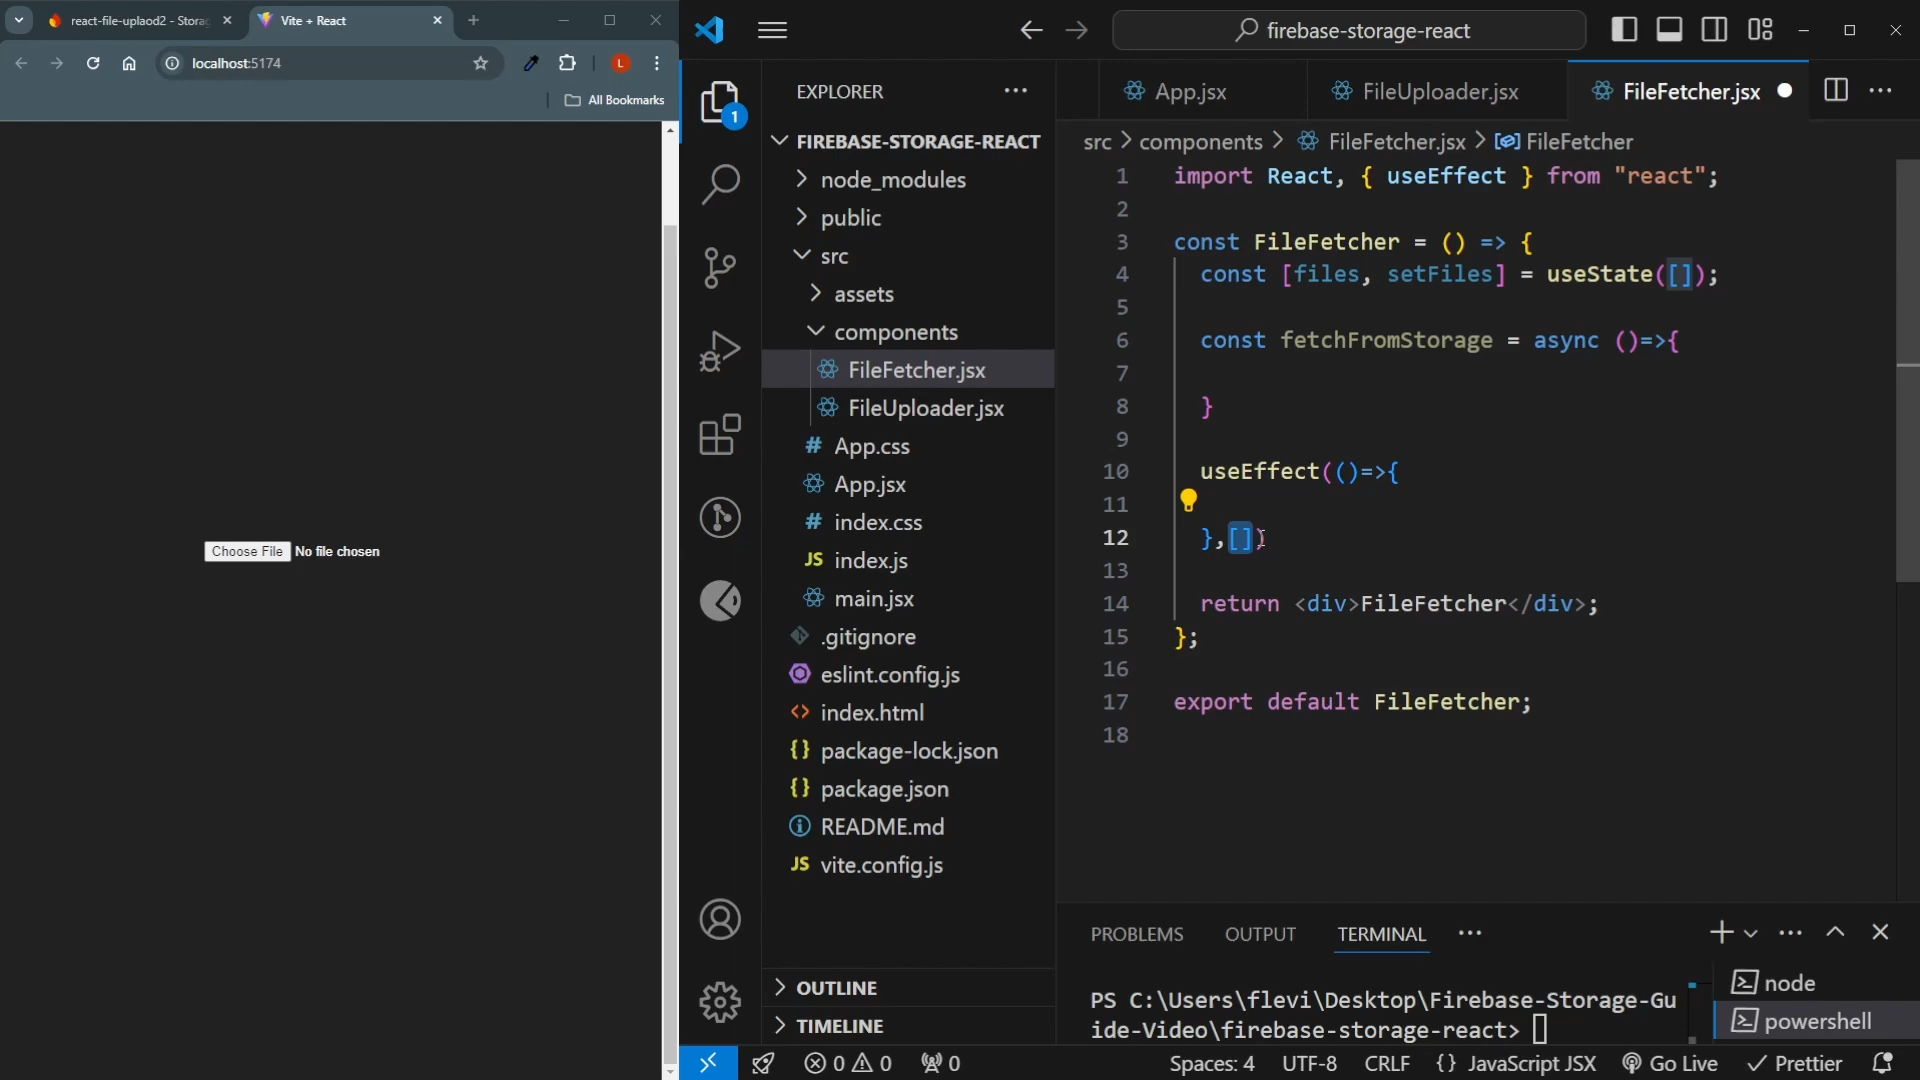 react-file-uplaod2 - Storag
Vite + React
localhost:5174
L
All Bookmarks
Choose File No file chosen
firebase-storage-react
1
EXPLORER
FIREBASE-STORAGE-REACT
node_modules
public
src
assets
components
FileFetcher.jsx
FileUploader.jsx
# App.css
App.jsx
# index.css
JS index.js
main.jsx
.gitignore
eslint.config.js
<> index.html
{} package-lock.json
{} package.json
README.md
JS vite.config.js
OUTLINE
TIMELINE
App.jsx
FileUploader.jsx
FileFetcher.jsx
src > components > FileFetcher.jsx > FileFetcher
1 import React, { useEffect } from "react";
2
3 const FileFetcher = () => {
4 const [files, setFiles] = useState([]);
5
6 const fetchFromStorage = async ()=>{
7
8 }
9
10 useEffect(()=>{
11
12 },[])
13
14 return <div>FileFetcher</div>;
15 };
16
17 export default FileFetcher;
18
PROBLEMS OUTPUT TERMINAL
PS C:\Users\flevi\Desktop\Firebase-Storage-Gu
ide-Video\firebase-storage-react>
node
powershell
0 0 0
Spaces: 4 UTF-8 CRLF {} JavaScript JSX Go Live Prettier